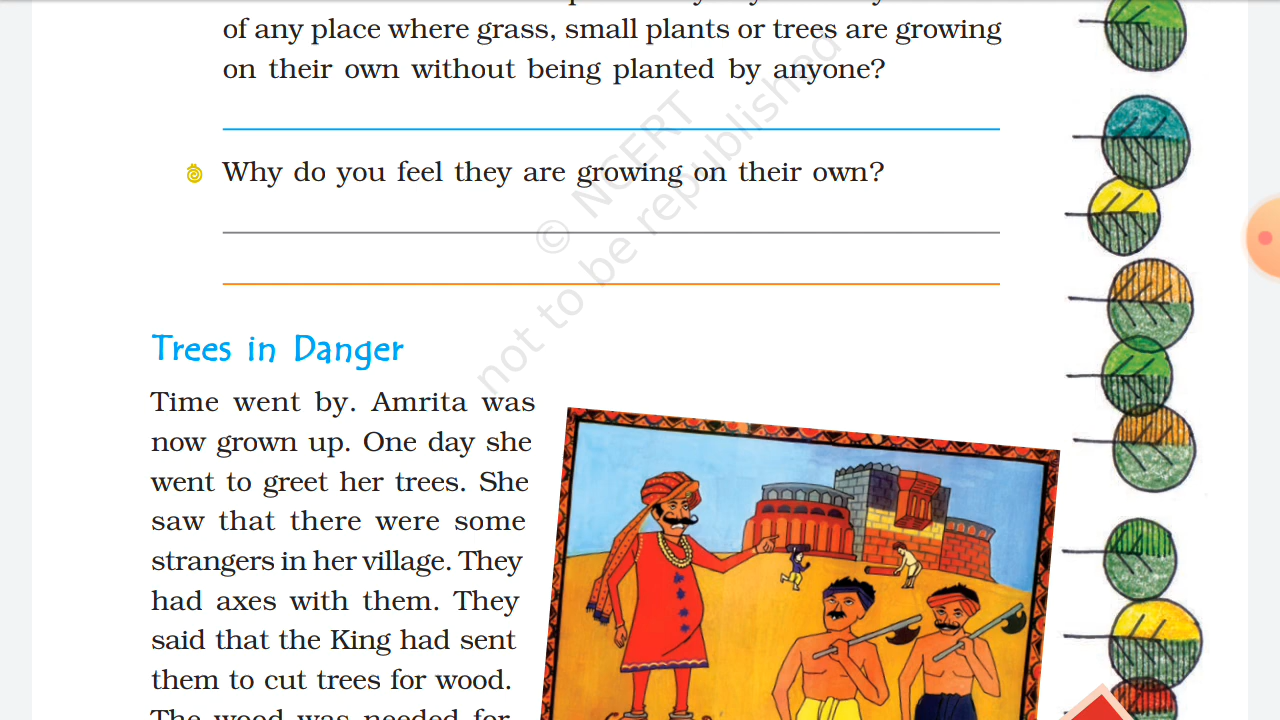 of any place where grass, small plants or trees are growing
on their own without being planted by anyone?
Why do you feel they are growing on their own?
© NCERT
not to be republished
Trees in Danger
Time went by. Amrita was
now grown up. One day she
went to greet her trees. She
saw that there were some
strangers in her village. They
had axes with them. They
said that the King had sent
them to cut trees for wood.
The wood was needed for